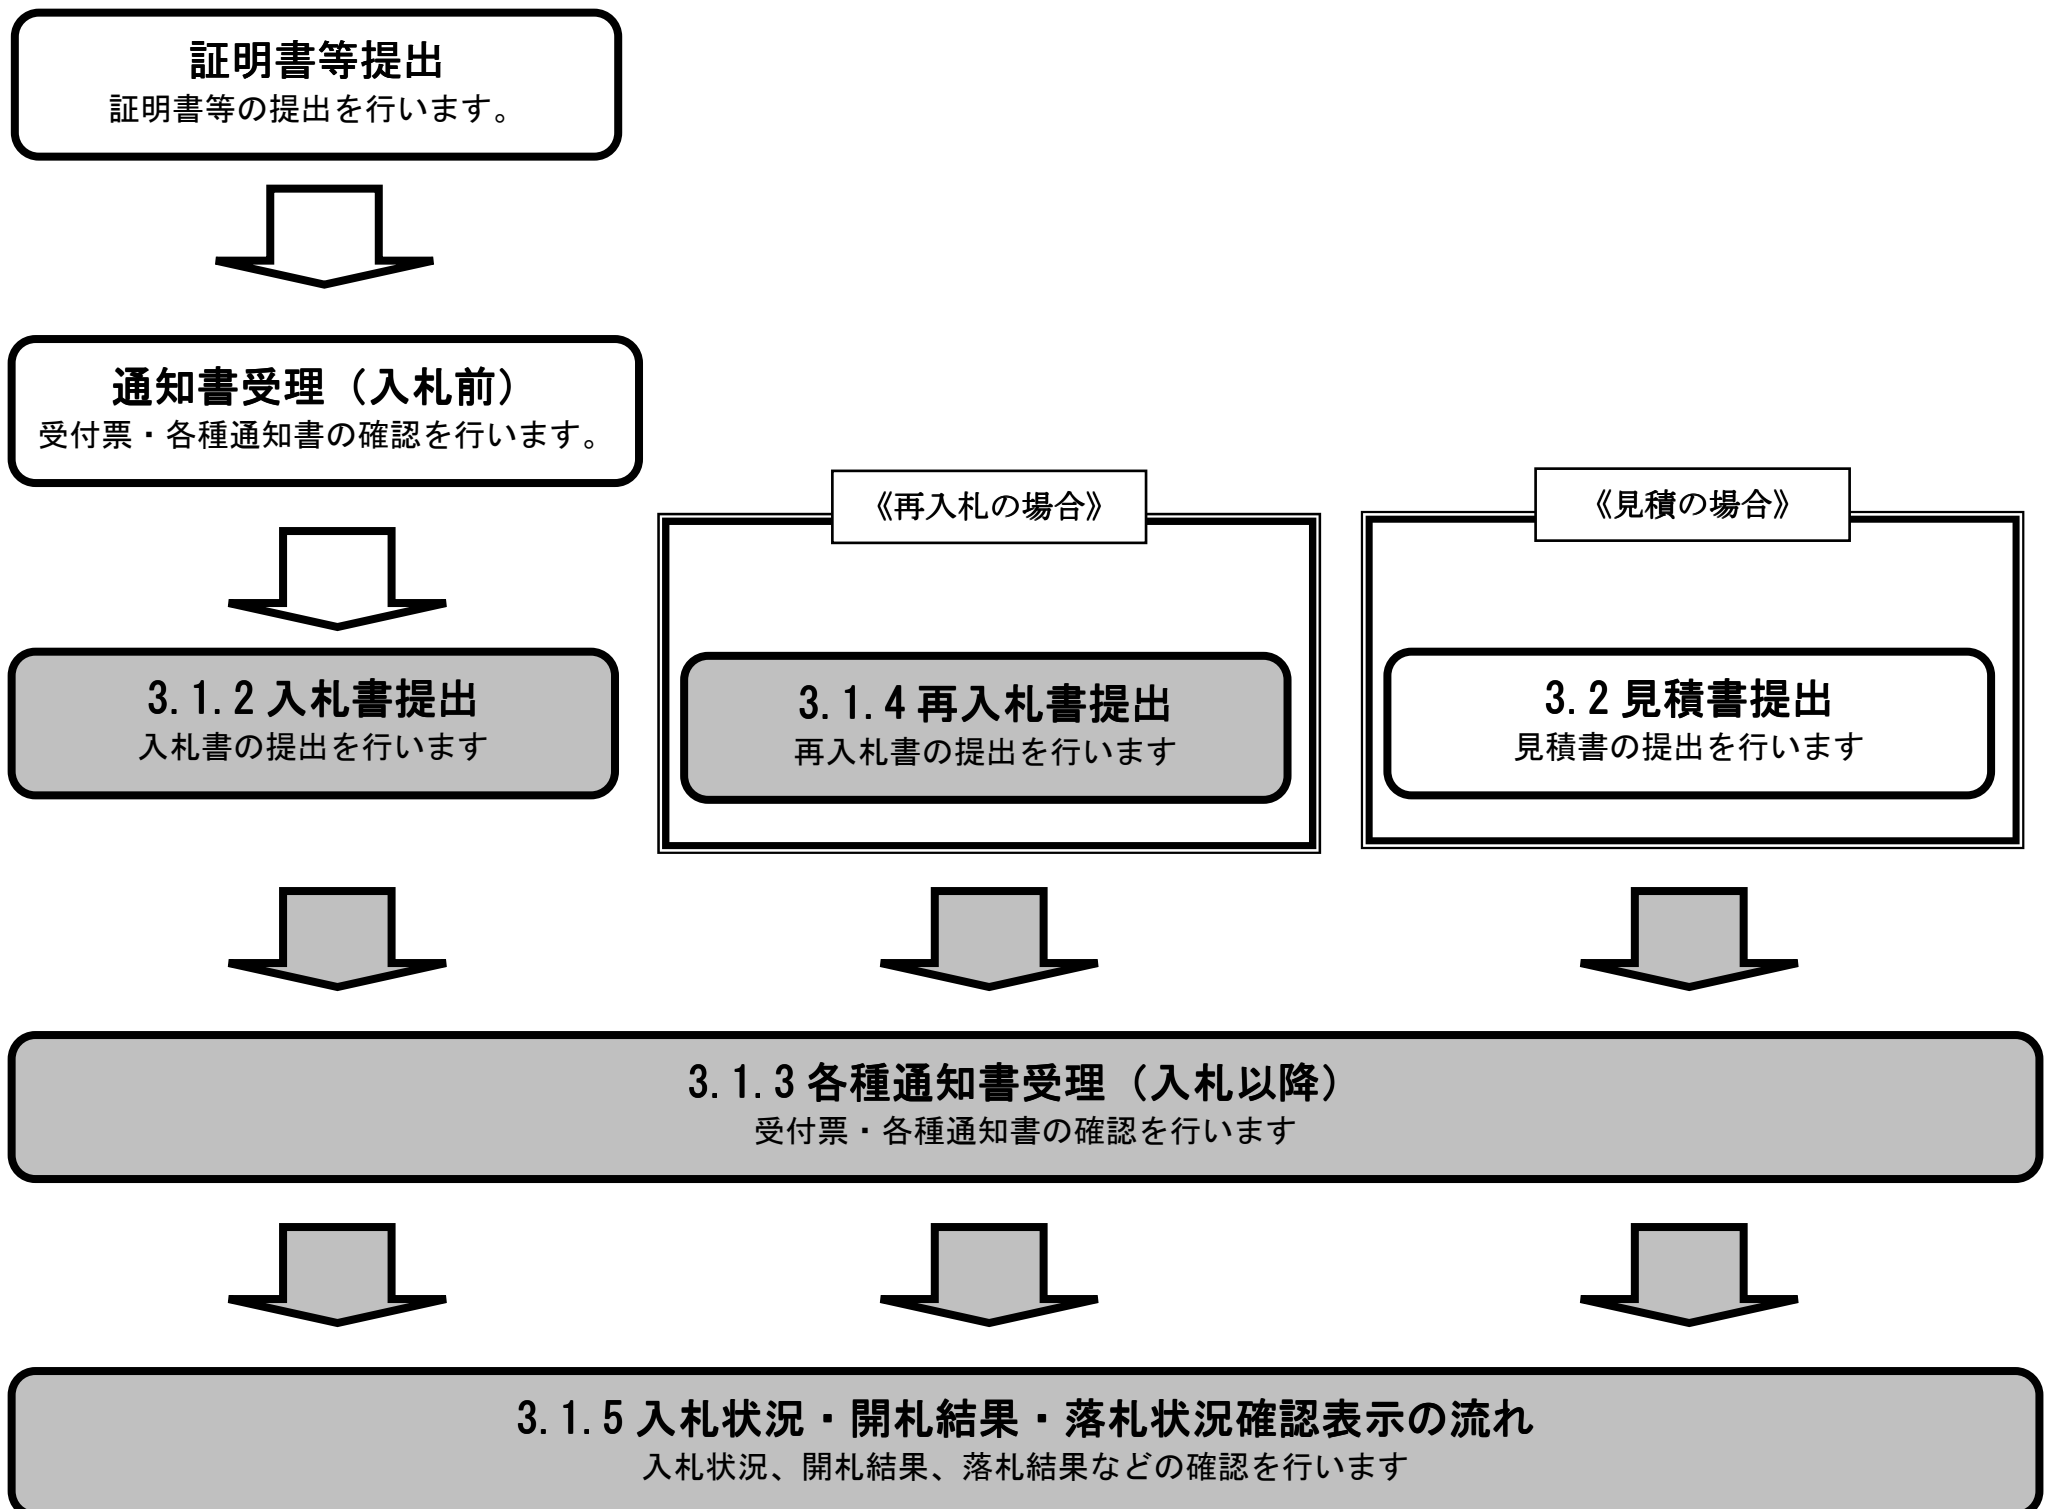 証明書等提出
証明書等の提出を行います。
通知書受理（入札前）
受付票・各種通知書の確認を行います。
《再入札の場合》
《見積の場合》
3.1.2 入札書提出
入札書の提出を行います
3.1.4 再入札書提出
再入札書の提出を行います
3.2 見積書提出
見積書の提出を行います
3.1.3 各種通知書受理（入札以降）
受付票・各種通知書の確認を行います
3.1.5 入札状況・開札結果・落札状況確認表示の流れ
入札状況、開札結果、落札結果などの確認を行います